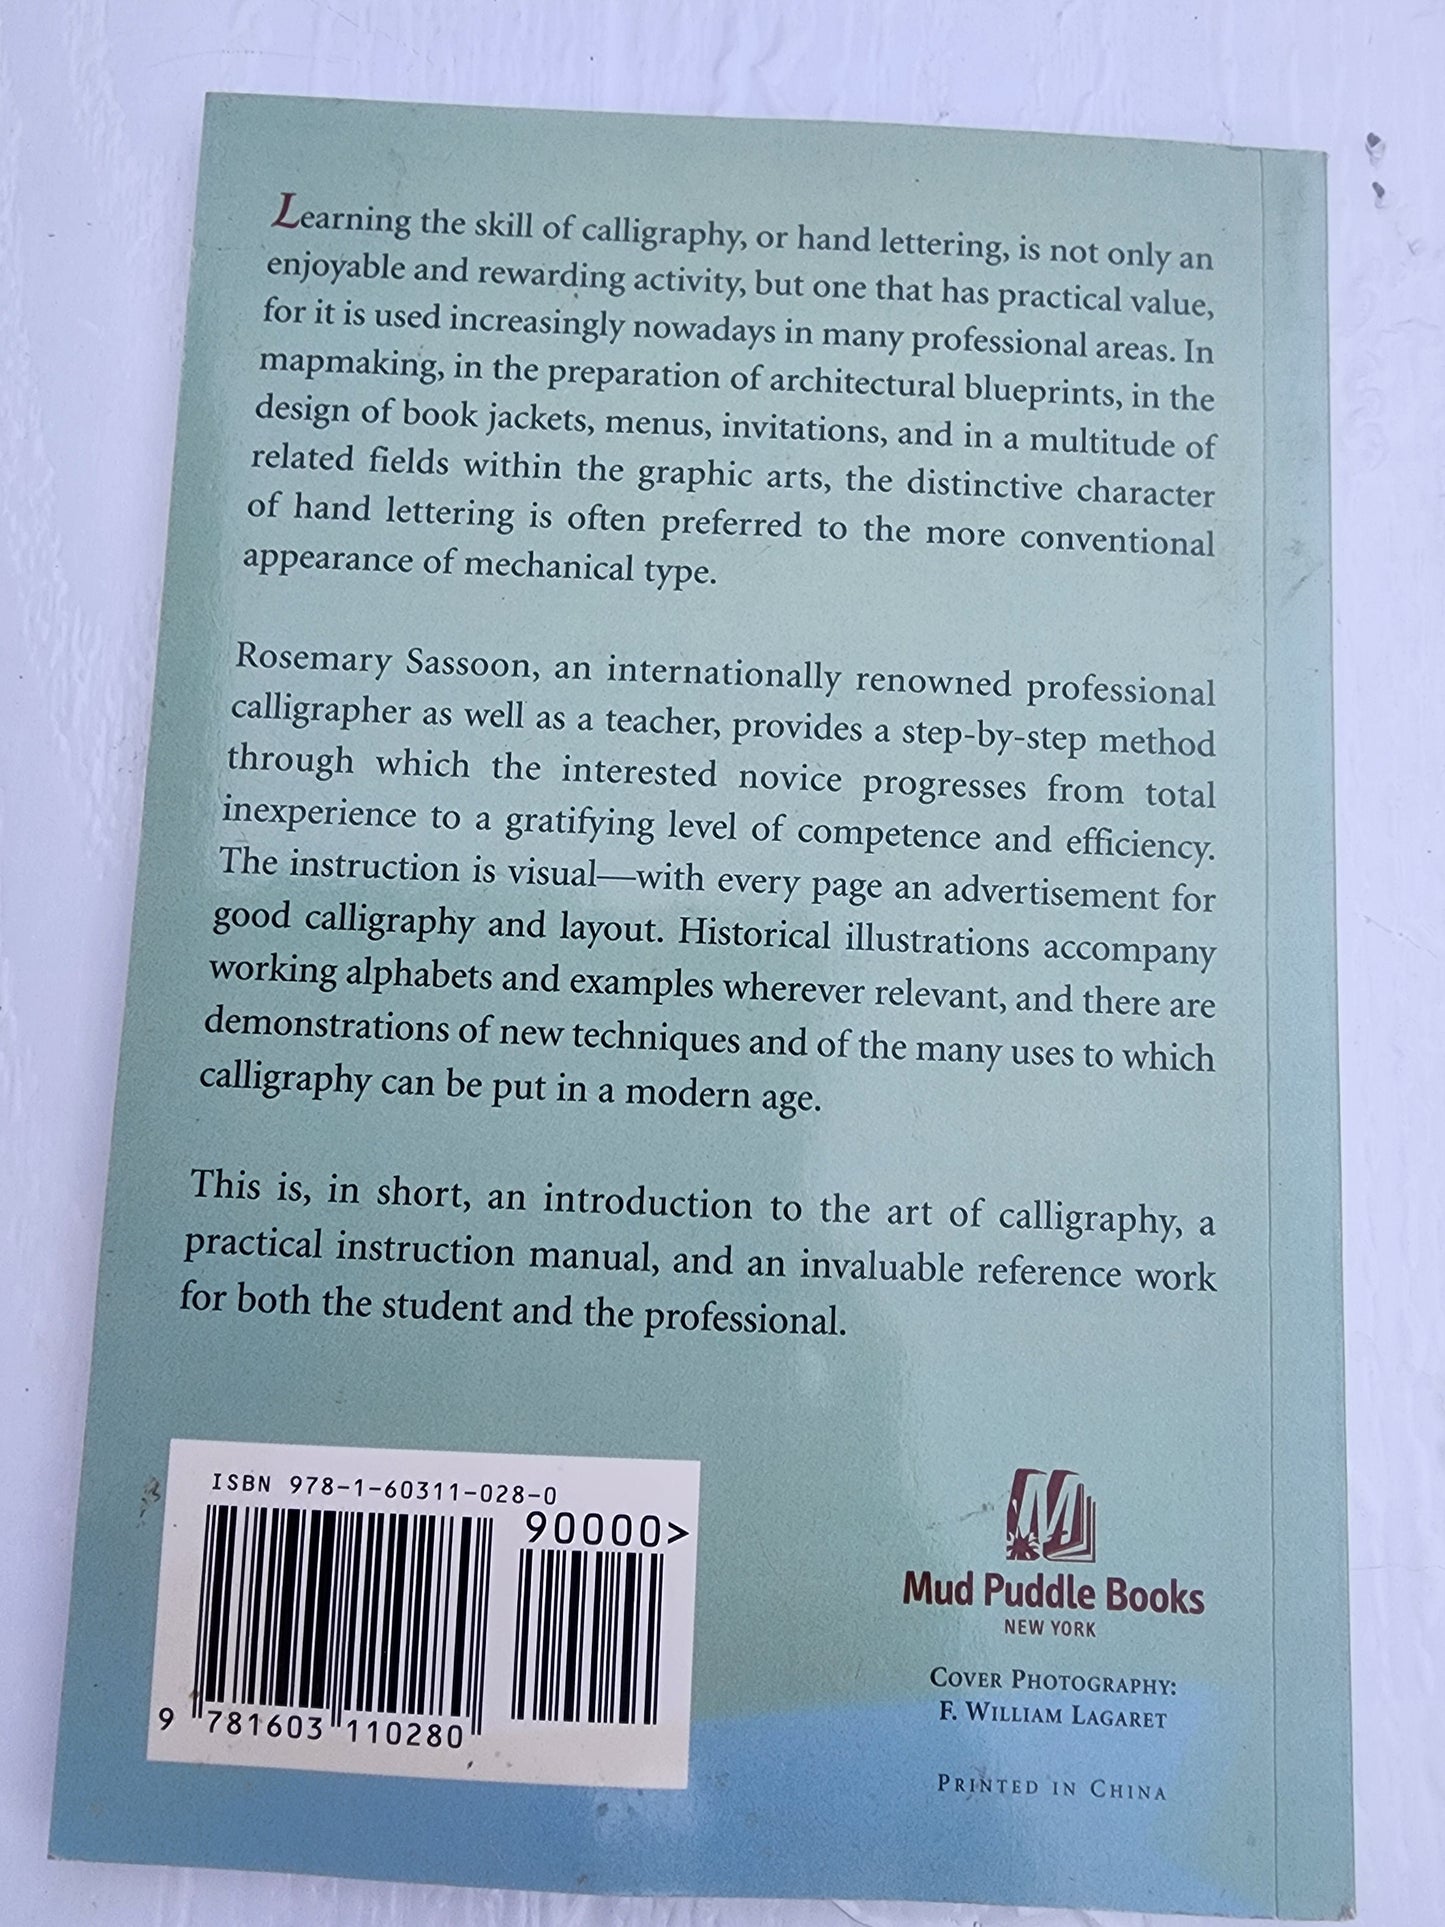 Learning the skill of calligraphy, or hand lettering, is not only an
enjoyable and rewarding activity, but one that has practical value,
for it is used increasingly nowadays in many professional areas. In
mapmaking, in the preparation of architectural blueprints, in the
design of book jackets, menus, invitations, and in a multitude of
related fields within the graphic arts, the distinctive character
of hand lettering is often preferred to the more conventional
appearance of mechanical type.
Rosemary Sassoon, an internationally renowned professional
calligrapher as well as a teacher, provides a step-by-step method
through which the interested novice progresses from total
inexperience to a gratifying level of competence and efficiency.
The instruction is visual—with every page an advertisement for
good calligraphy and layout. Historical illustrations accompany
working alphabets and examples wherever relevant, and there are
demonstrations of new techniques and of the many uses to which
calligraphy can be put in a modern age.
This is, in short, an introduction to the art of calligraphy, a
practical instruction manual, and an invaluable reference work
for both the student and the professional.
ISBN 978-1-60311-028-0
90000>
9 781603 110280
M
Mud Puddle Books
NEW YORK
COVER PHOTOGRAPHY:
F. WILLIAM LAGARET
PRINTED IN CHINA